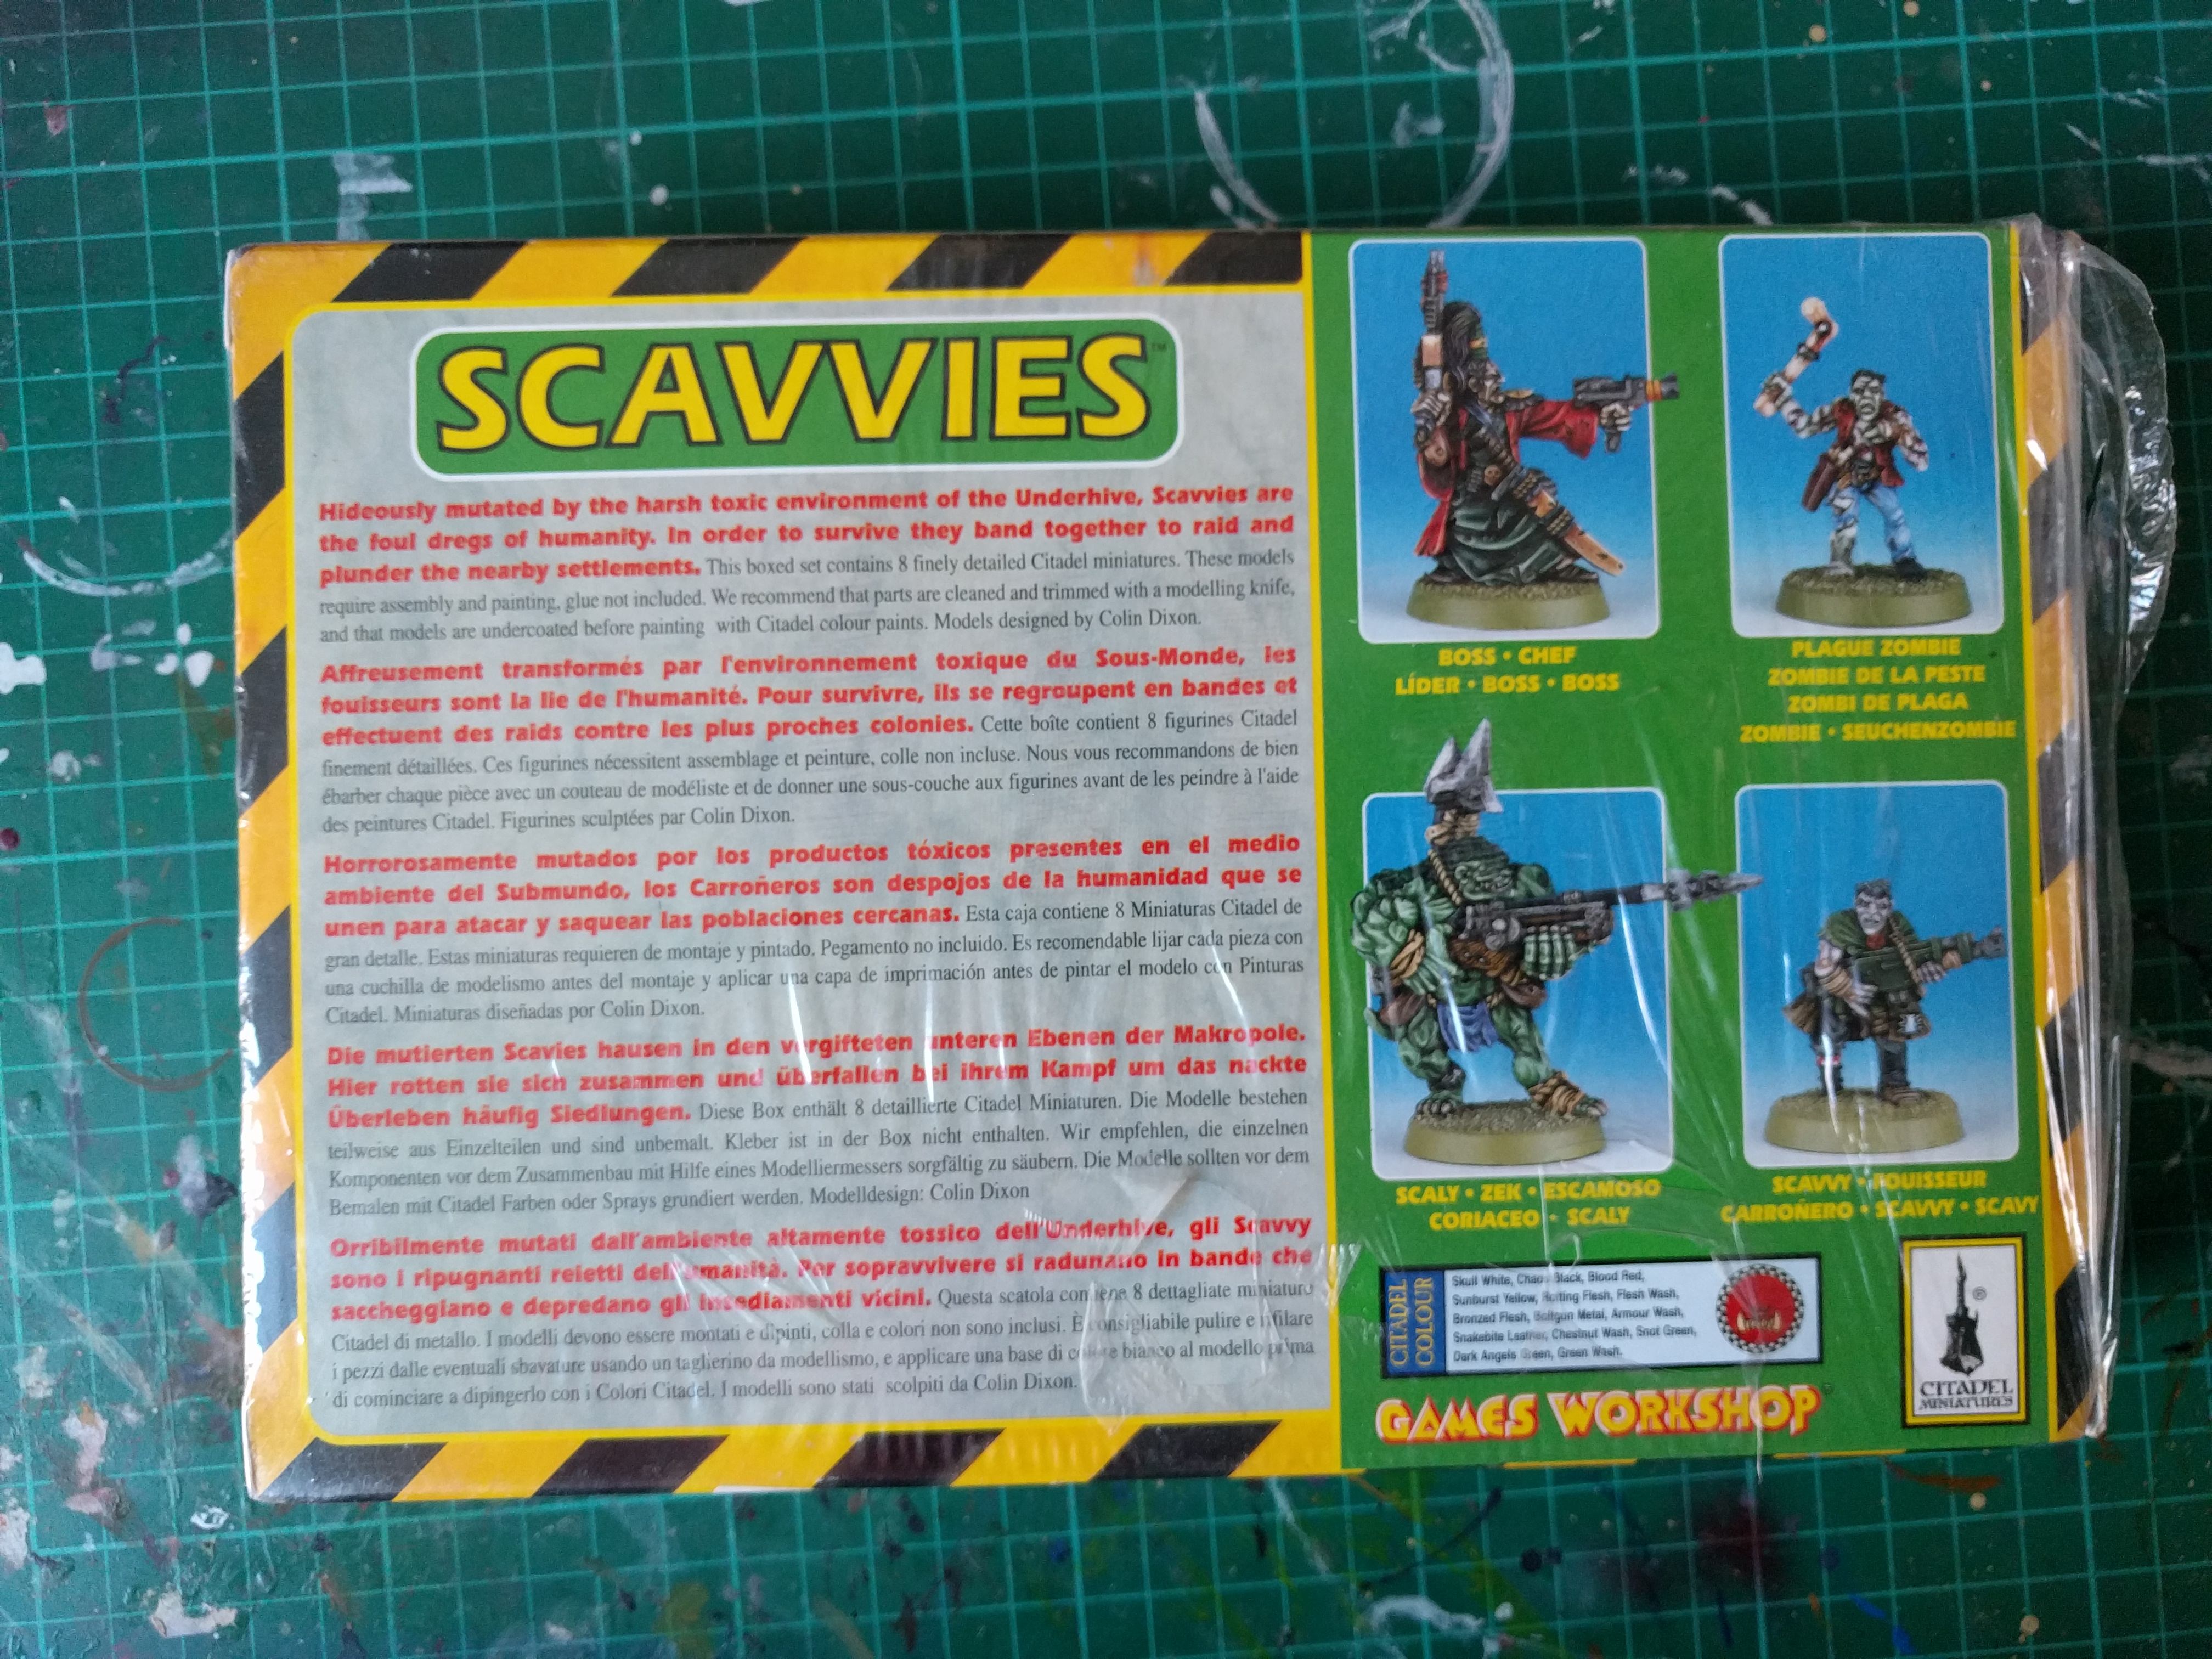 SCAVVIES™
Hideously mutated by the harsh toxic environment of the Underhive, Scavvies are
the foul dregs of humanity. In order to survive they band together to raid and
plunder the nearby settlements. This boxed set contains 8 finely detailed Citadel miniatures. These models
require assembly and painting, glue not included. We recommend that parts are cleaned and trimmed with a modelling knife,
and that models are undercoated before painting with Citadel colour paints. Models designed by Colin Dixon.
Affreusement transformés par l'environnement toxique du Sous-Monde, les
fouisseurs sont la lie de l'humanité. Pour survivre, ils se regroupent en bandes et
effectuent des raids contre les plus proches colonies. Cette boîte contient 8 figurines Citadel
finement détaillées. Ces figurines nécessitent assemblage et peinture, colle non incluse. Nous vous recommandons de bien
ébarber chaque pièce avec un couteau de modéliste et de donner une sous-couche aux figurines avant de les peindre à l'aide
des peintures Citadel. Figurines sculptées par Colin Dixon.
Horrorosamente mutados por los productos tóxicos presentes en el medio
ambiente del Submundo, los Carroñeros son despojos de la humanidad que se
unen para atacar y saquear las poblaciones cercanas. Esta caja contiene 8 Miniaturas Citadel de
gran detalle. Estas miniaturas requieren de montaje y pintado. Pegamento no incluido. Es recomendable lijar cada pieza con
una cuchilla de modelismo antes del montaje y aplicar una capa de imprimación antes de pintar el modelo con Pinturas
Citadel. Miniaturas diseñadas por Colin Dixon.
Die mutierten Scavies hausen in den vergifteten unteren Ebenen der Makropole.
Hier rotten sie sich zusammen und überfallen bei ihrem Kampf um das nackte
Überleben häufig Siedlungen. Diese Box enthält 8 detaillierte Citadel Miniaturen. Die Modelle bestehen
teilweise aus Einzelteilen und sind unbemalt. Kleber ist in der Box nicht enthalten. Wir empfehlen, die einzelnen
Komponenten vor dem Zusammenbau mit Hilfe eines Modelliermessers sorgfältig zu säubern. Die Modelle sollten vor dem
Bemalen mit Citadel Farben oder Sprays grundiert werden. Modelldesign: Colin Dixon
Orribilmente mutati dall'ambiente altamente tossico dell'Underhive, gli Scavvy
sono i ripugnanti reietti dell'umanità. Per sopravvivere si radunano in bande che
saccheggiano e depredano gli insediamenti vicini. Questa scatola contiene 8 dettagliate miniature
Citadel di metallo. I modelli devono essere montati e dipinti, colla e colori non sono inclusi. È consigliabile pulire e rifilare
i pezzi dalle eventuali sbavature usando un taglierino da modellismo, e applicare una base di colore bianco al modello prima
di cominciare a dipingerlo con i Colori Citadel. I modelli sono stati scolpiti da Colin Dixon.
BOSS • CHEF
LÍDER • BOSS • BOSS
PLAGUE ZOMBIE
ZOMBIE DE LA PESTE
ZOMBI DE PLAGA
ZOMBIE • SEUCHENZOMBIE
SCALY • ZEK • ESCAMOSO
CORIACEO • SCALY
SCAVVY • FOUISSEUR
CARROÑERO • SCAVVY • SCAVY
CITADEL
COLOUR
Skull White, Chaos Black, Blood Red,
Sunburst Yellow, Rotting Flesh, Flesh Wash,
Bronzed Flesh, Boltgun Metal, Armour Wash,
Snakebite Leather, Chestnut Wash, Snot Green,
Dark Angels Green, Green Wash.
GAMES WORKSHOP®
®
CITADEL
MINIATURES